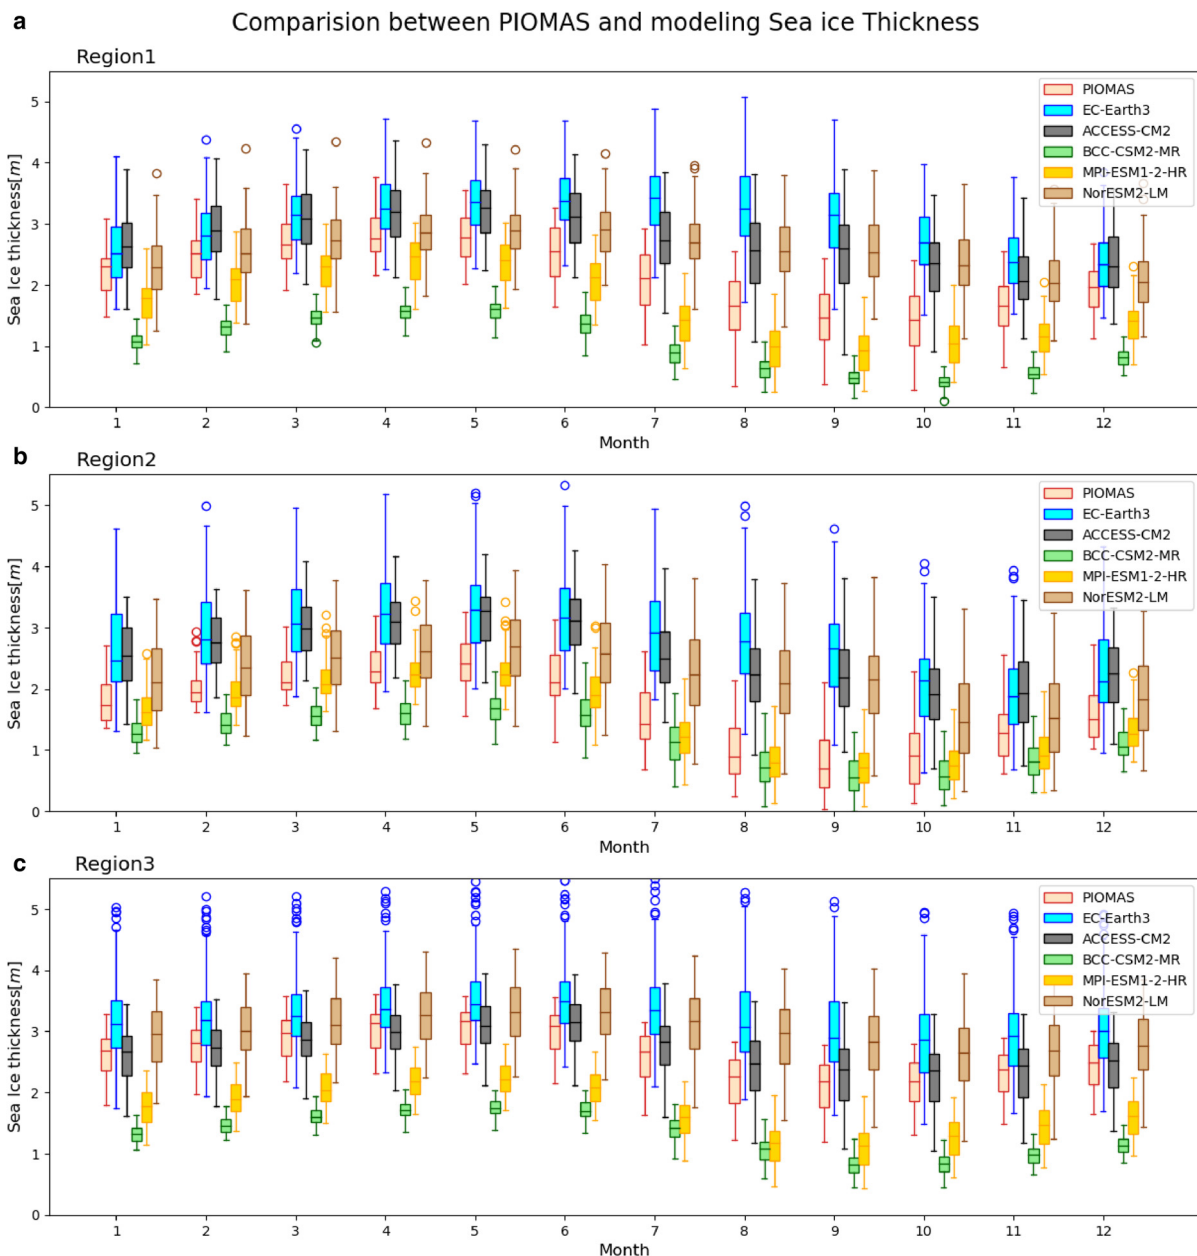 a
Comparision between PIOMAS and modeling Sea ice Thickness
Region1
Sea Ice thickness[m]
5
4
3
2
1
0
PIOMAS
EC-Earth3
ACCESS-CM2
BCC-CSM2-MR
MPI-ESM1-2-HR
NorESM2-LM
1 2 3 4 5 6 7 8 9 10 11 12
Month
b
Region2
Sea Ice thickness[m]
5
4
3
2
1
0
PIOMAS
EC-Earth3
ACCESS-CM2
BCC-CSM2-MR
MPI-ESM1-2-HR
NorESM2-LM
1 2 3 4 5 6 7 8 9 10 11 12
Month
c
Region3
Sea Ice thickness[m]
5
4
3
2
1
0
PIOMAS
EC-Earth3
ACCESS-CM2
BCC-CSM2-MR
MPI-ESM1-2-HR
NorESM2-LM
1 2 3 4 5 6 7 8 9 10 11 12
Month